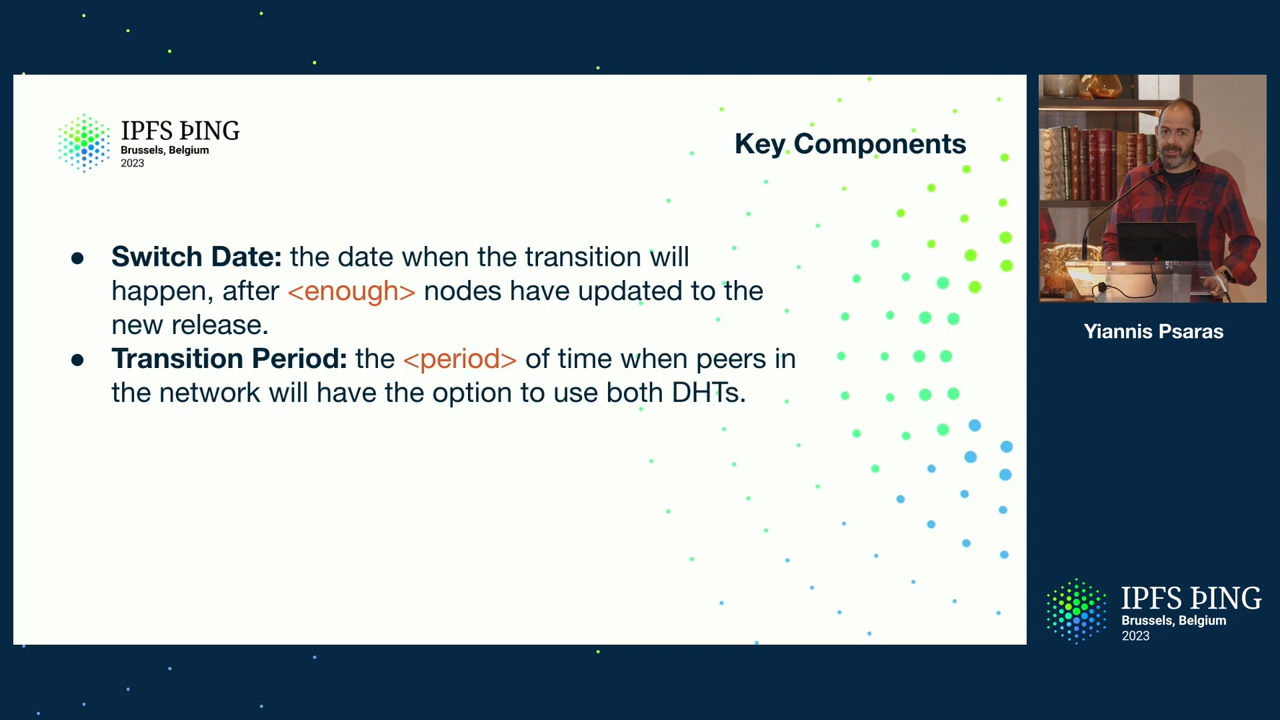 IPFS ÞING
Brussels, Belgium
2023
Key Components
● Switch Date: the date when the transition will
happen, after <enough> nodes have updated to the
new release.
● Transition Period: the <period> of time when peers in
the network will have the option to use both DHTs.
Yiannis Psaras
IPFS ÞING
Brussels, Belgium
2023